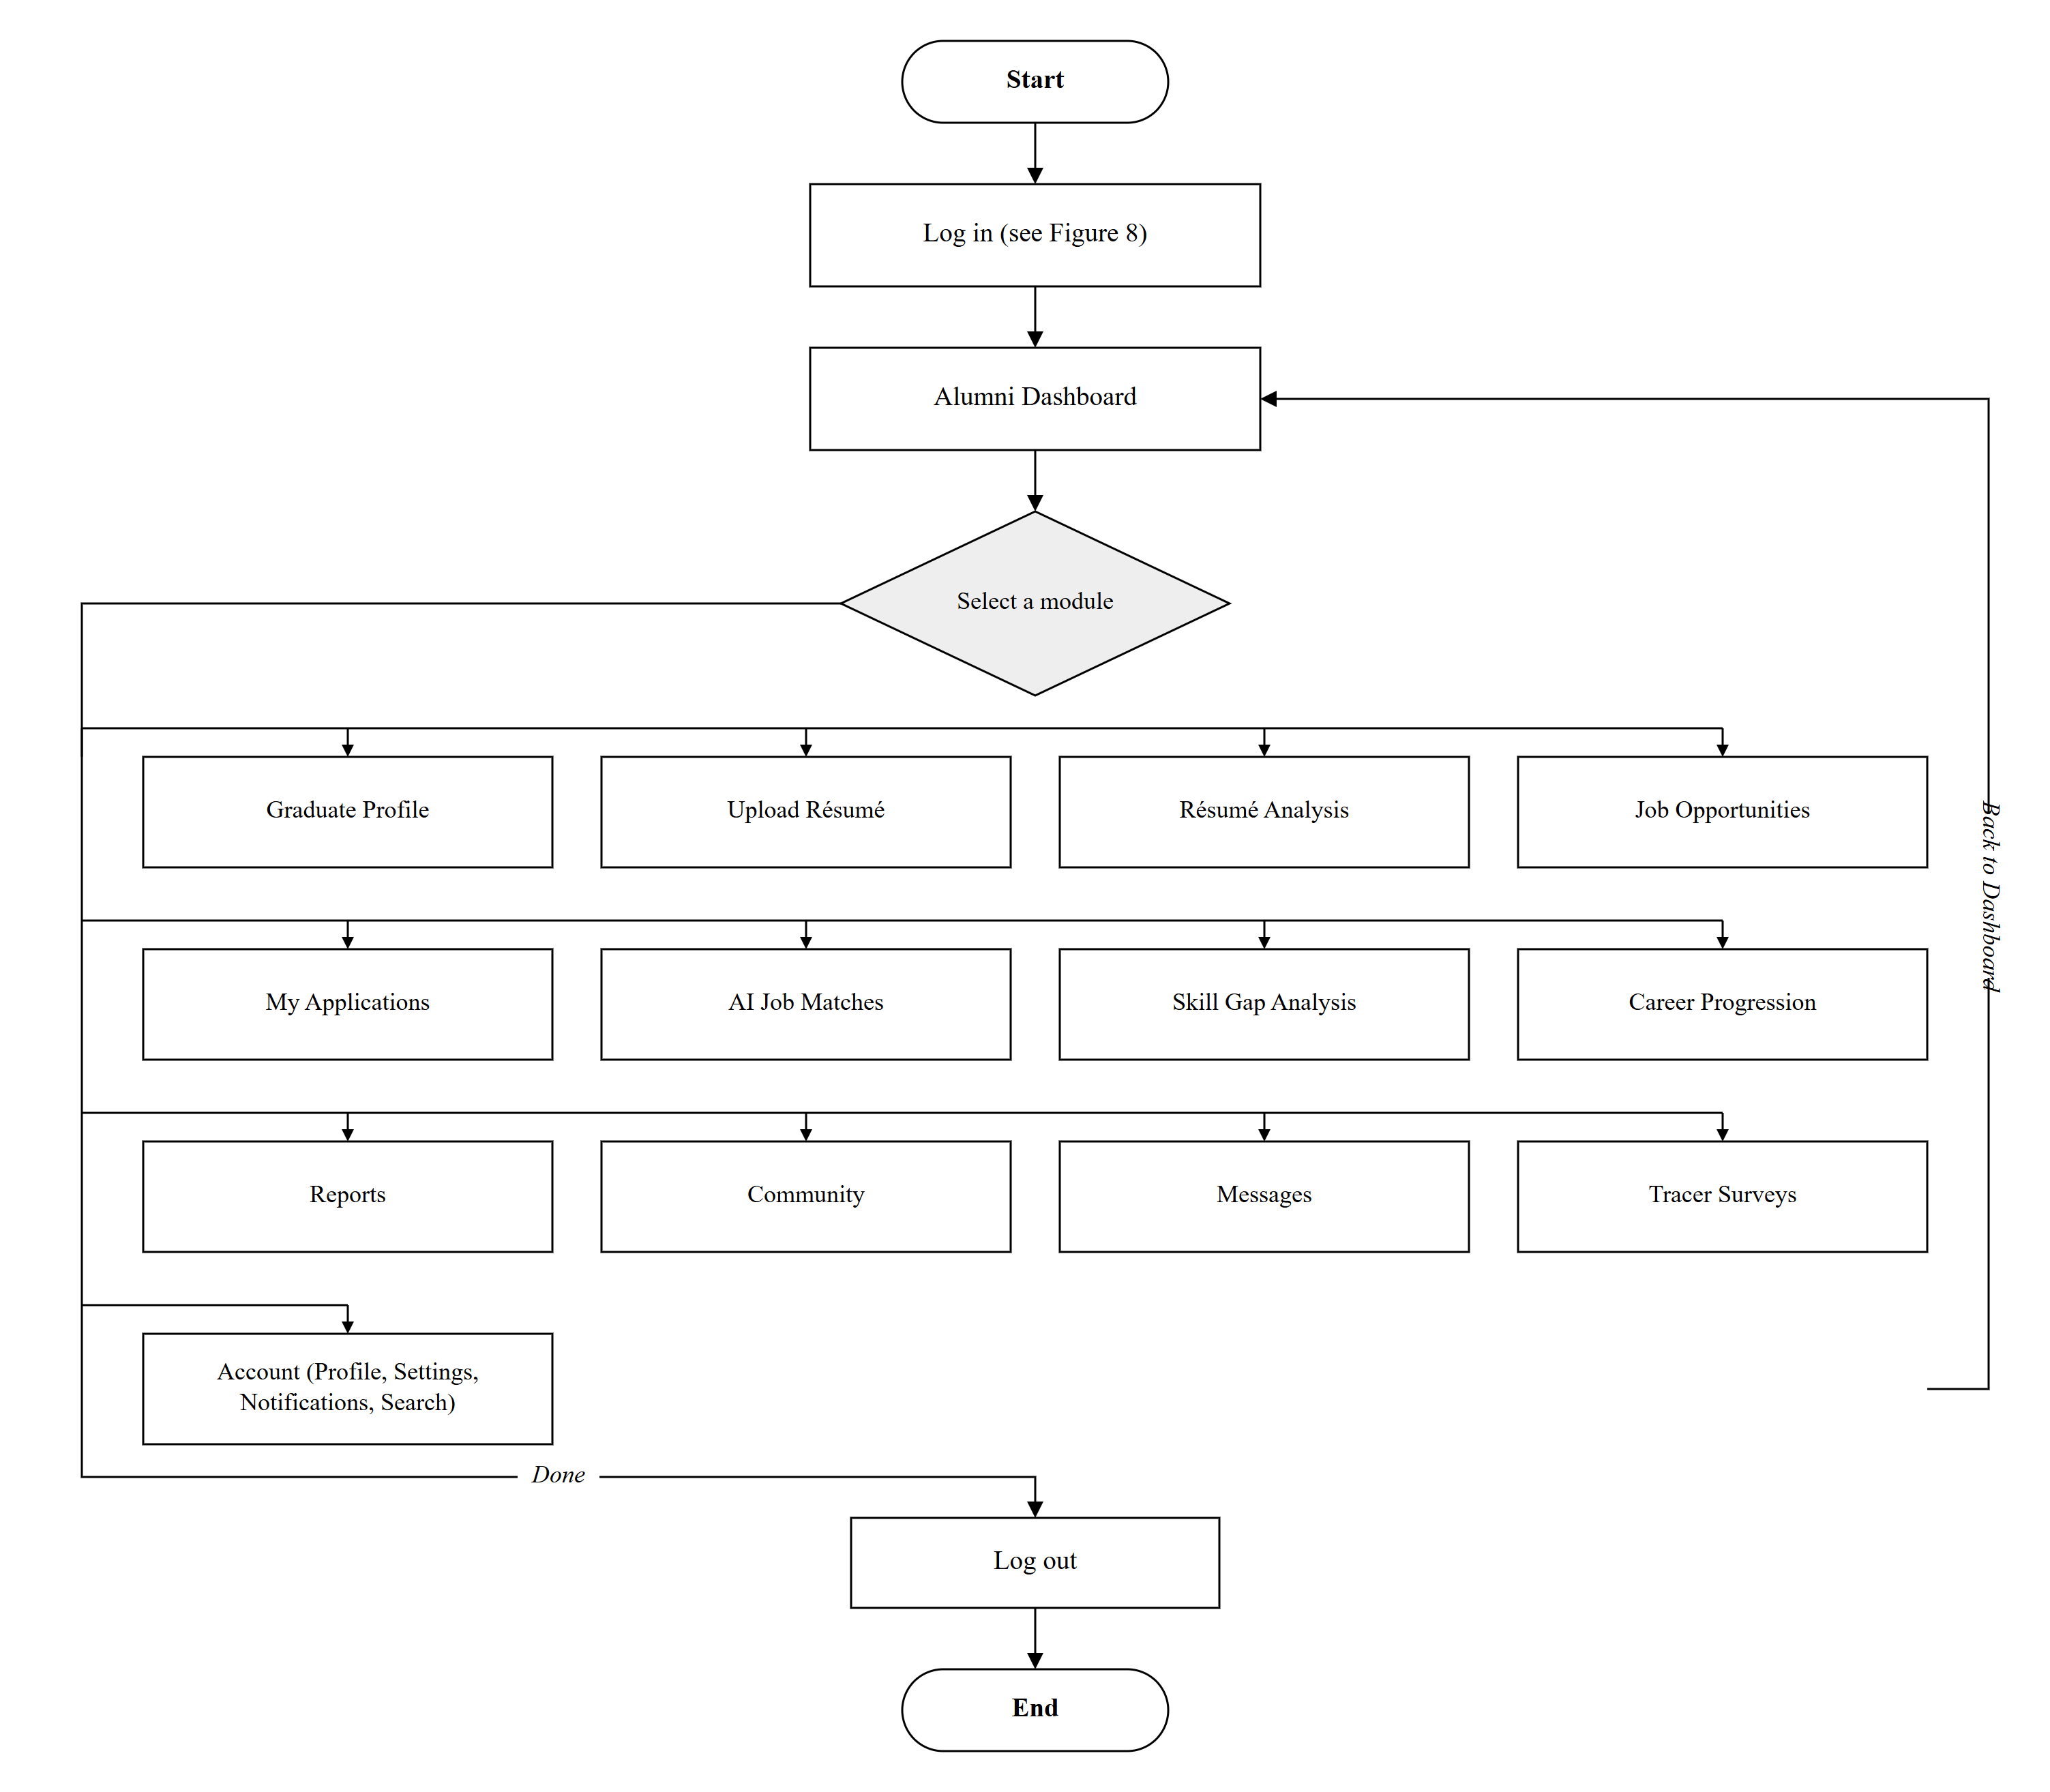 Start
Log in (see Figure 8)
Alumni Dashboard
Select a module
Graduate Profile
Upload Résumé
Résumé Analysis
Job Opportunities
Back to Dashboard
My Applications
AI Job Matches
Skill Gap Analysis
Career Progression
Reports
Community
Messages
Tracer Surveys
Account (Profile, Settings,
Notifications, Search)
Done
Log out
End